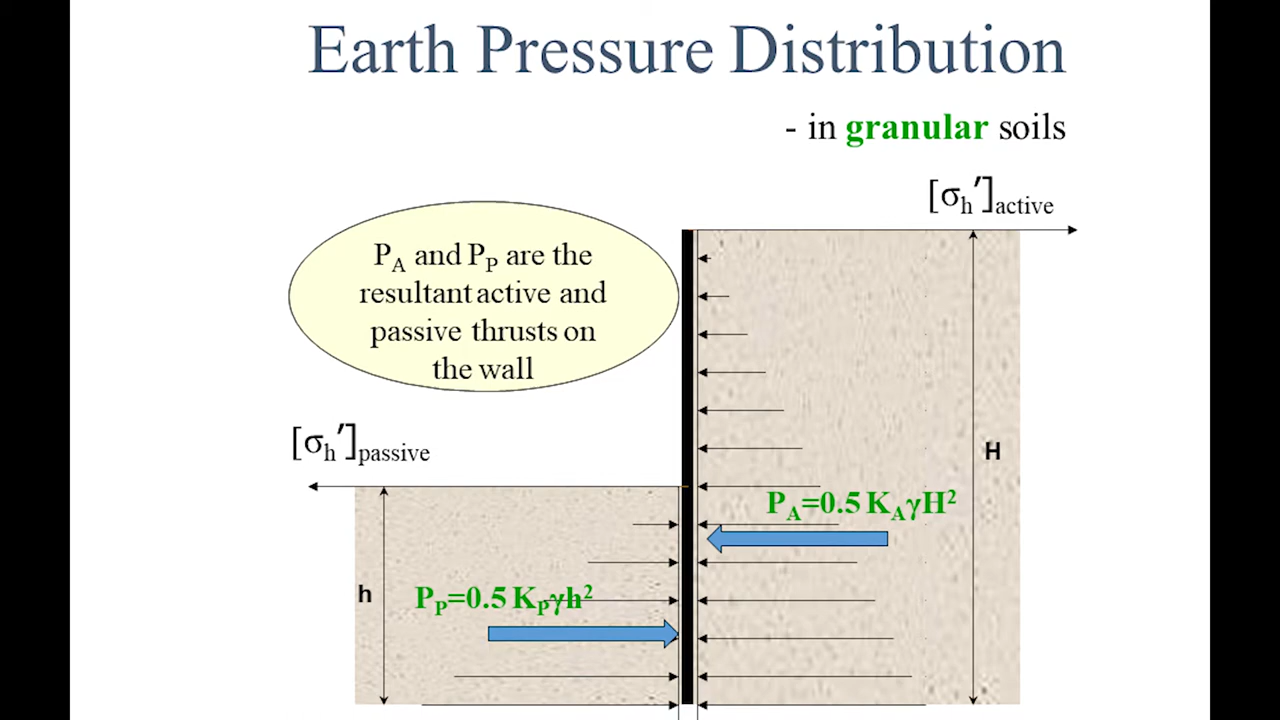 Earth Pressure Distribution
- in granular soils
[σh′]active
PA and PP are the
resultant active and
passive thrusts on
the wall
[σh′]passive
H
PA=0.5 KAγH²
h
PP=0.5 KPγh²